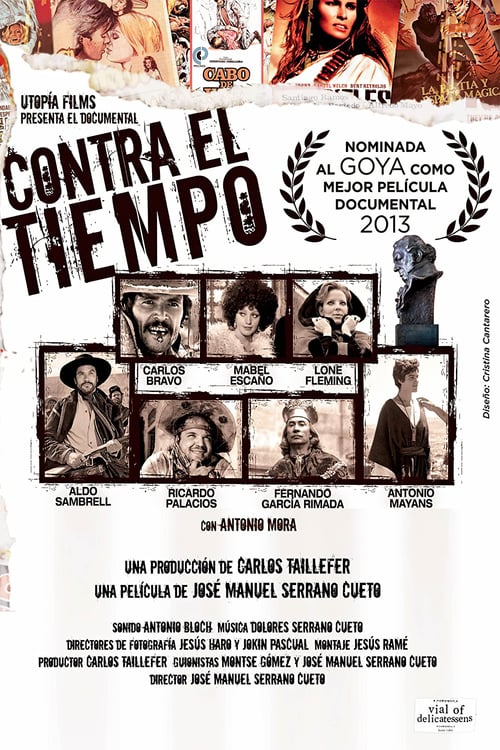 CABO DE
LA BESTIA Y
UTOPÍA FILMS
PRESENTA EL DOCUMENTAL
CONTRA EL
TIEMPO
NOMINADA
AL GOYA COMO
MEJOR PELÍCULA
DOCUMENTAL
2013
Diseño: Cristina Cantarero
CARLOS
BRAVO
MABEL
ESCAÑO
LONE
FLEMING
ALDO
SAMBRELL
RICARDO
PALACIOS
FERNANDO
GARCÍA RIMADA
ANTONIO
MAYANS
CON ANTONIO MORA
UNA PRODUCCIÓN DE CARLOS TAILLEFER
UNA PELÍCULA DE JOSÉ MANUEL SERRANO CUETO
SONIDO ANTONIO BLOCH MÚSICA DOLORES SERRANO CUETO
DIRECTORES DE FOTOGRAFÍA JESÚS HARO Y JOKIN PASCUAL MONTAJE JESÚS RAMÉ
PRODUCTOR CARLOS TAILLEFER GUIONISTAS MONTSE GÓMEZ Y JOSÉ MANUEL SERRANO CUETO
DIRECTOR JOSÉ MANUEL SERRANO CUETO
vial of
delicatessens